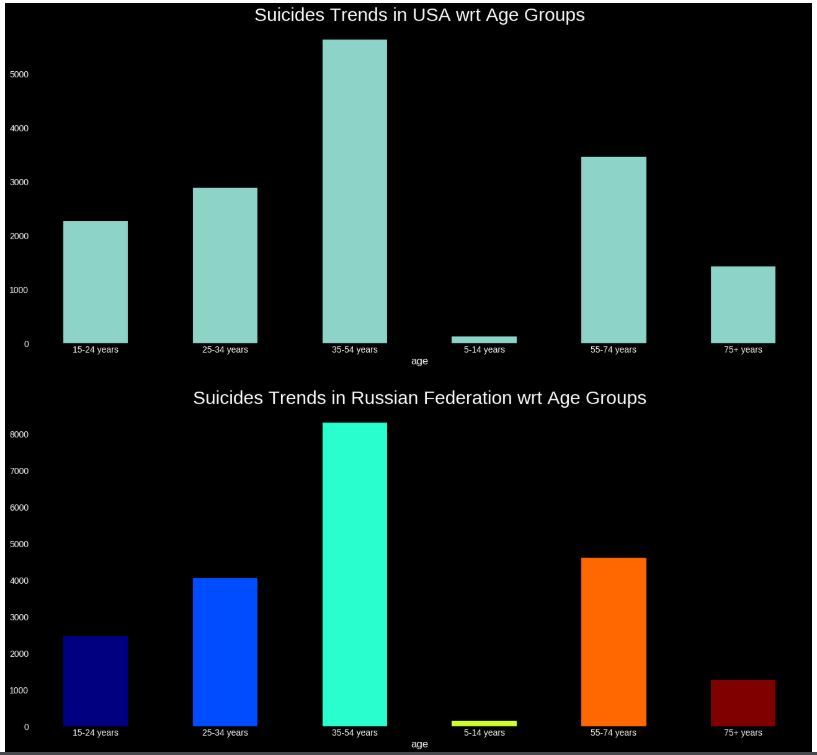 Suicides Trends in USA wrt Age Groups
5000
4000
3000
2000
1000
0
15-24 years 25-34 years 35-54 years 5-14 years 55-74 years 75+ years
age
Suicides Trends in Russian Federation wrt Age Groups
8000
7000
6000
5000
4000
3000
2000
1000
0
15-24 years 25-34 years 35-54 years 5-14 years 55-74 years 75+ years
age